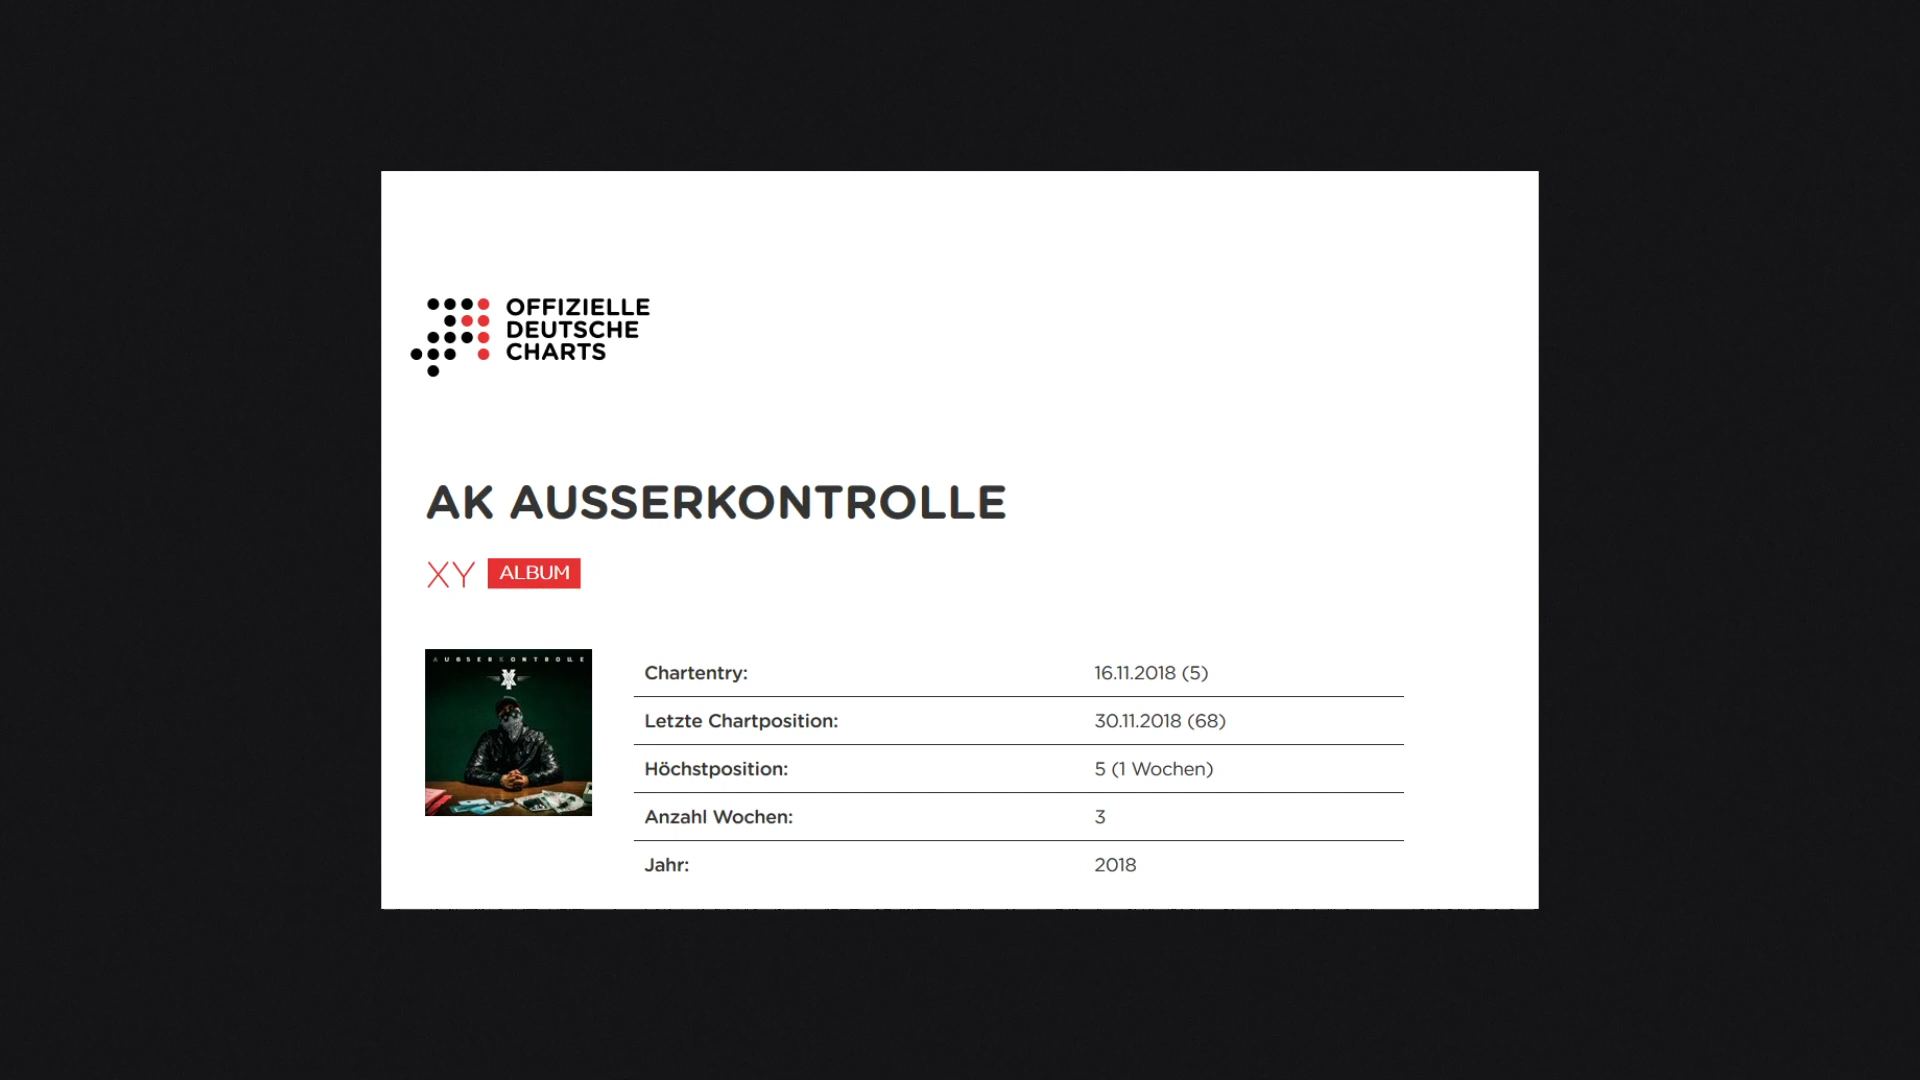 OFFIZIELLE
DEUTSCHE
CHARTS
AK AUSSERKONTROLLE
XY ALBUM
AUSSERKONTROLLE
XY
Chartentry: 16.11.2018 (5)
Letzte Chartposition: 30.11.2018 (68)
Höchstposition: 5 (1 Wochen)
Anzahl Wochen: 3
Jahr: 2018